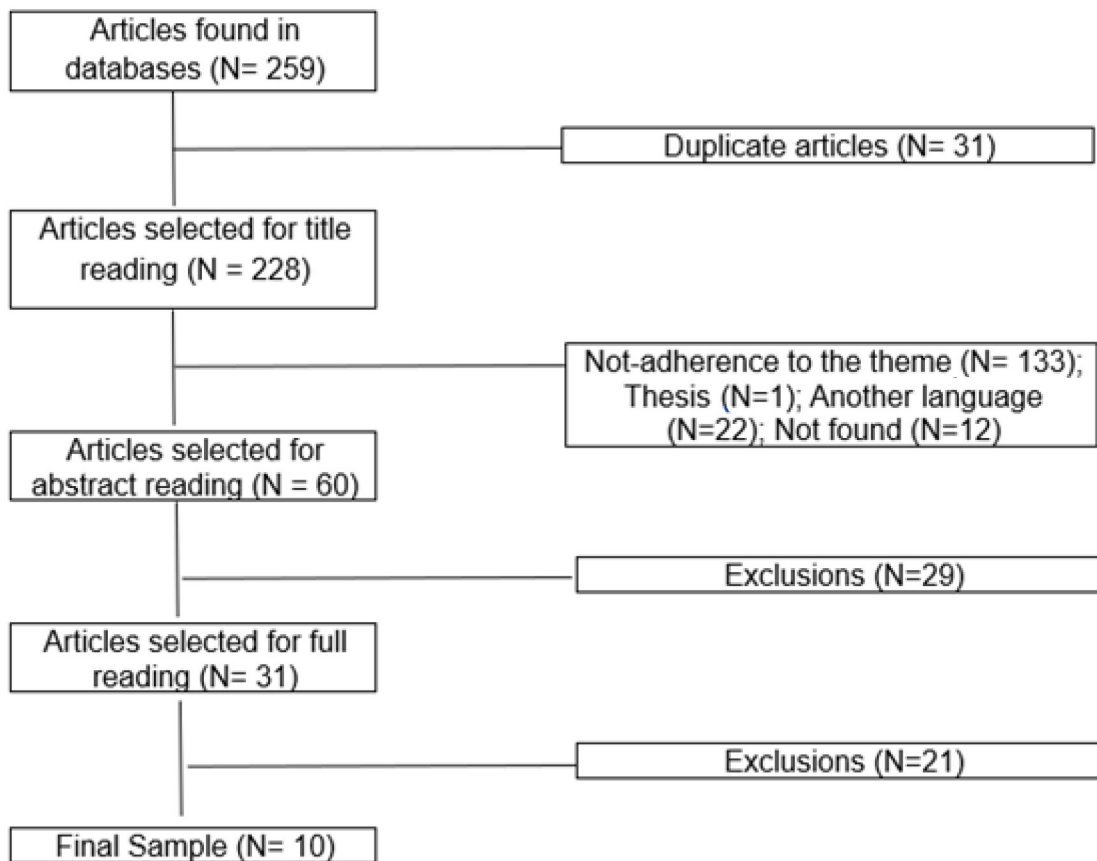 Articles found in
databases (N= 259)
Duplicate articles (N= 31)
Articles selected for title
reading (N = 228)
Not-adherence to the theme (N= 133);
Thesis (N=1); Another language
(N=22); Not found (N=12)
Articles selected for
abstract reading (N = 60)
Exclusions (N=29)
Articles selected for full
reading (N= 31)
Exclusions (N=21)
Final Sample (N= 10)